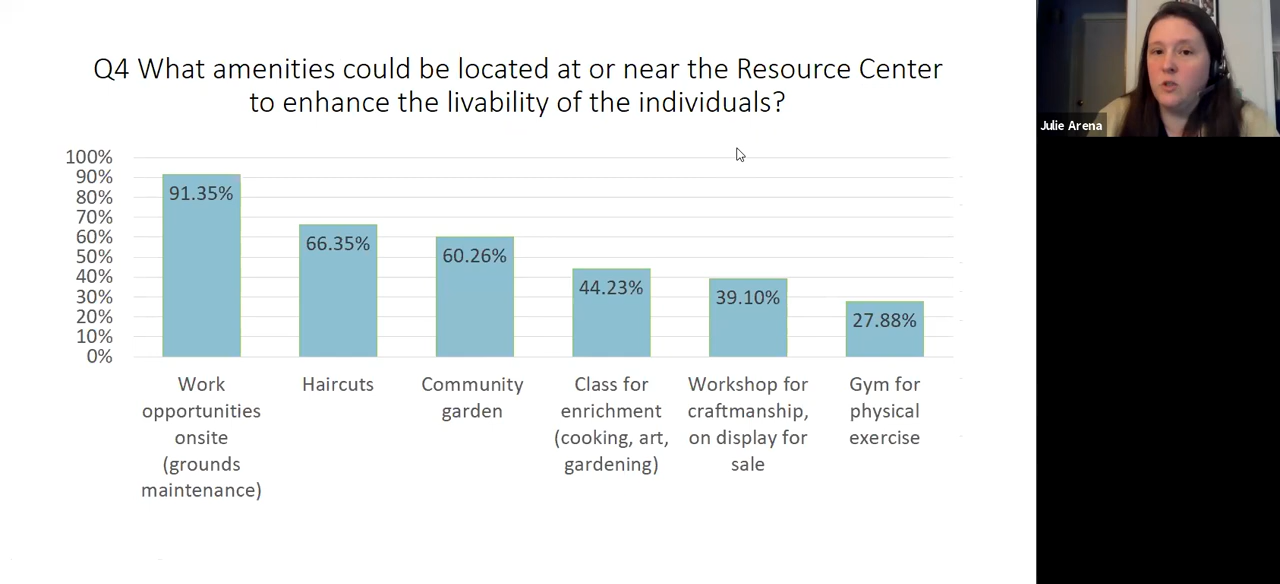 Q4 What amenities could be located at or near the Resource Center
to enhance the livability of the individuals?
Julie Arena
100%
90%
80%
70%
60%
50%
40%
30%
20%
10%
0%
91.35%
66.35%
60.26%
44.23%
39.10%
27.88%
Work
opportunities
onsite
(grounds
maintenance)
Haircuts
Community
garden
Class for
enrichment
(cooking, art,
gardening)
Workshop for
craftmanship,
on display for
sale
Gym for
physical
exercise